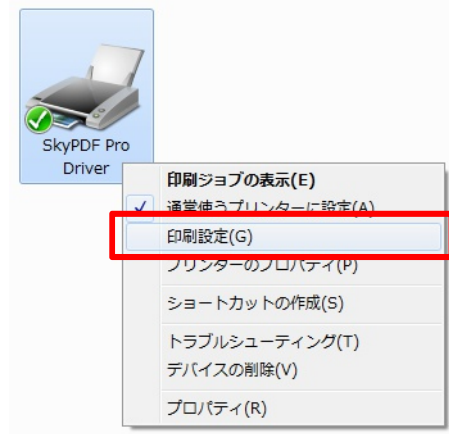 SkyPDF Pro
Driver
印刷ジョブの表示(E)
通常使うプリンターに設定(A)
印刷設定(G)
プリンターのプロパティ(P)
ショートカットの作成(S)
トラブルシューティング(T)
デバイスの削除(V)
プロパティ(R)